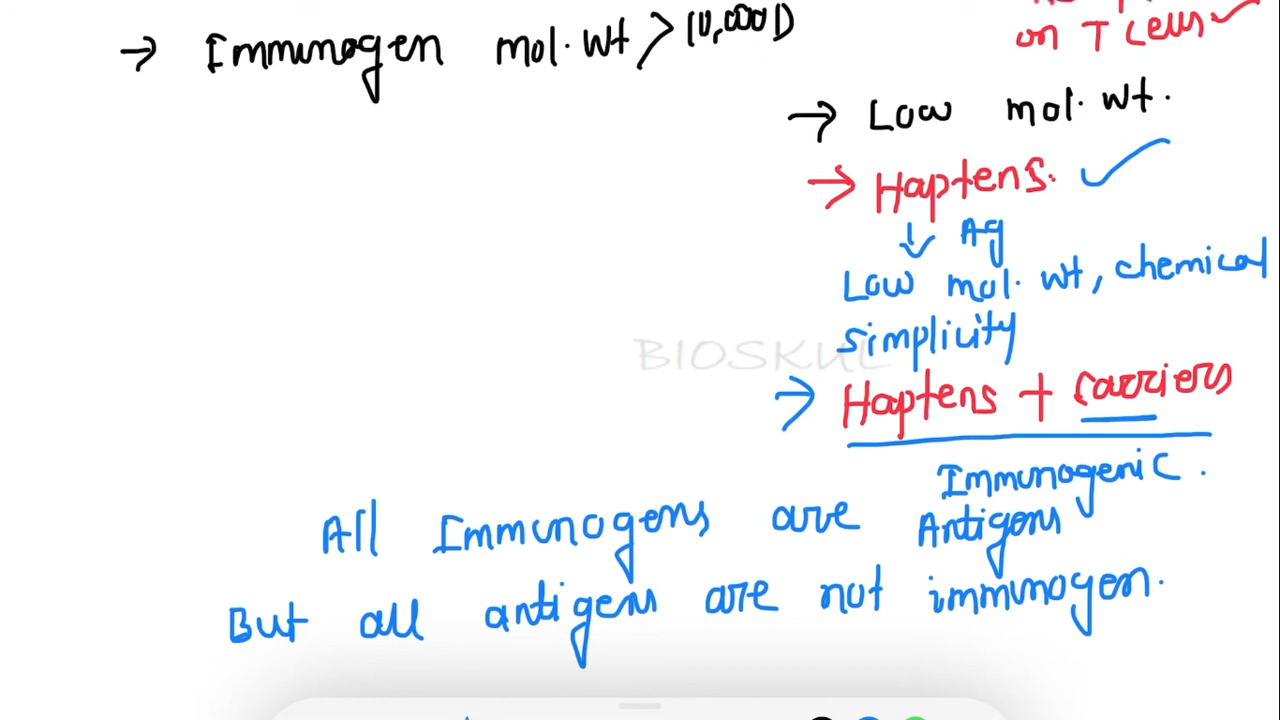 on T cells
→ Immunogen mol. wt > 10,000D
→ Low mol. wt.
→ Haptens.
↓ Ag
Low mol. wt, chemical
simplicity
BIOSKUL
→ Haptens + carriers
Immunogenic.
All Immunogens are Antigens
But all antigens are not immunogen.